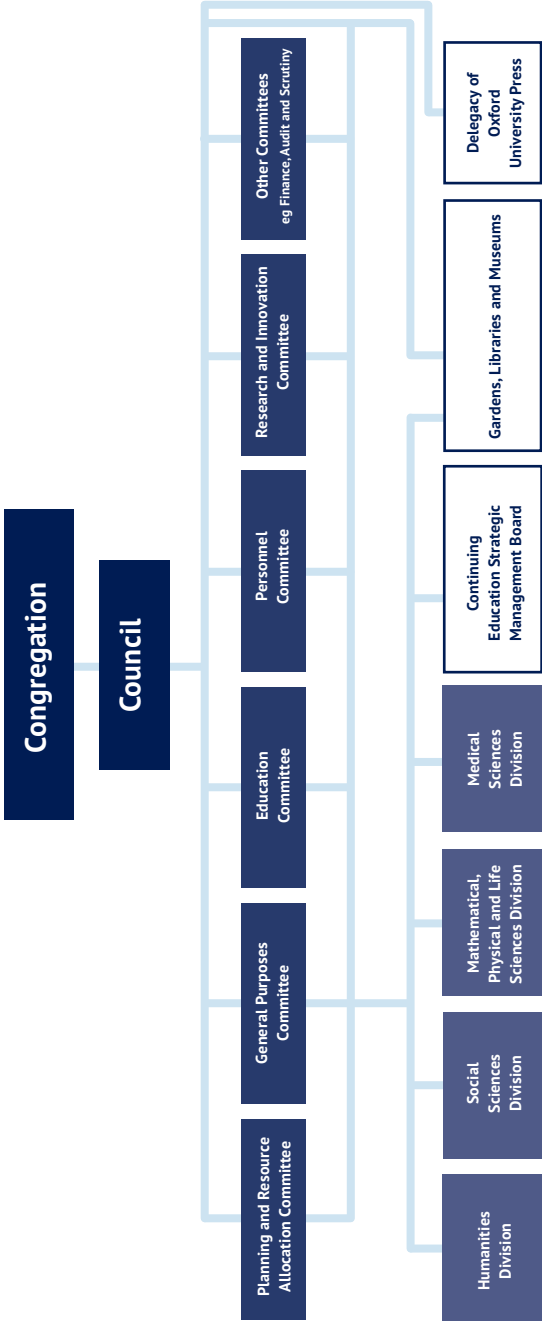 Congregation
Council
Planning and Resource
Allocation Committee
General Purposes
Committee
Education
Committee
Personnel
Committee
Research and Innovation
Committee
Other Committees
eg Finance, Audit and Scrutiny
Humanities
Division
Social
Sciences
Division
Mathematical,
Physical and Life
Sciences Division
Medical
Sciences
Division
Continuing
Education Strategic
Management Board
Gardens, Libraries and Museums
Delegacy of
Oxford
University Press